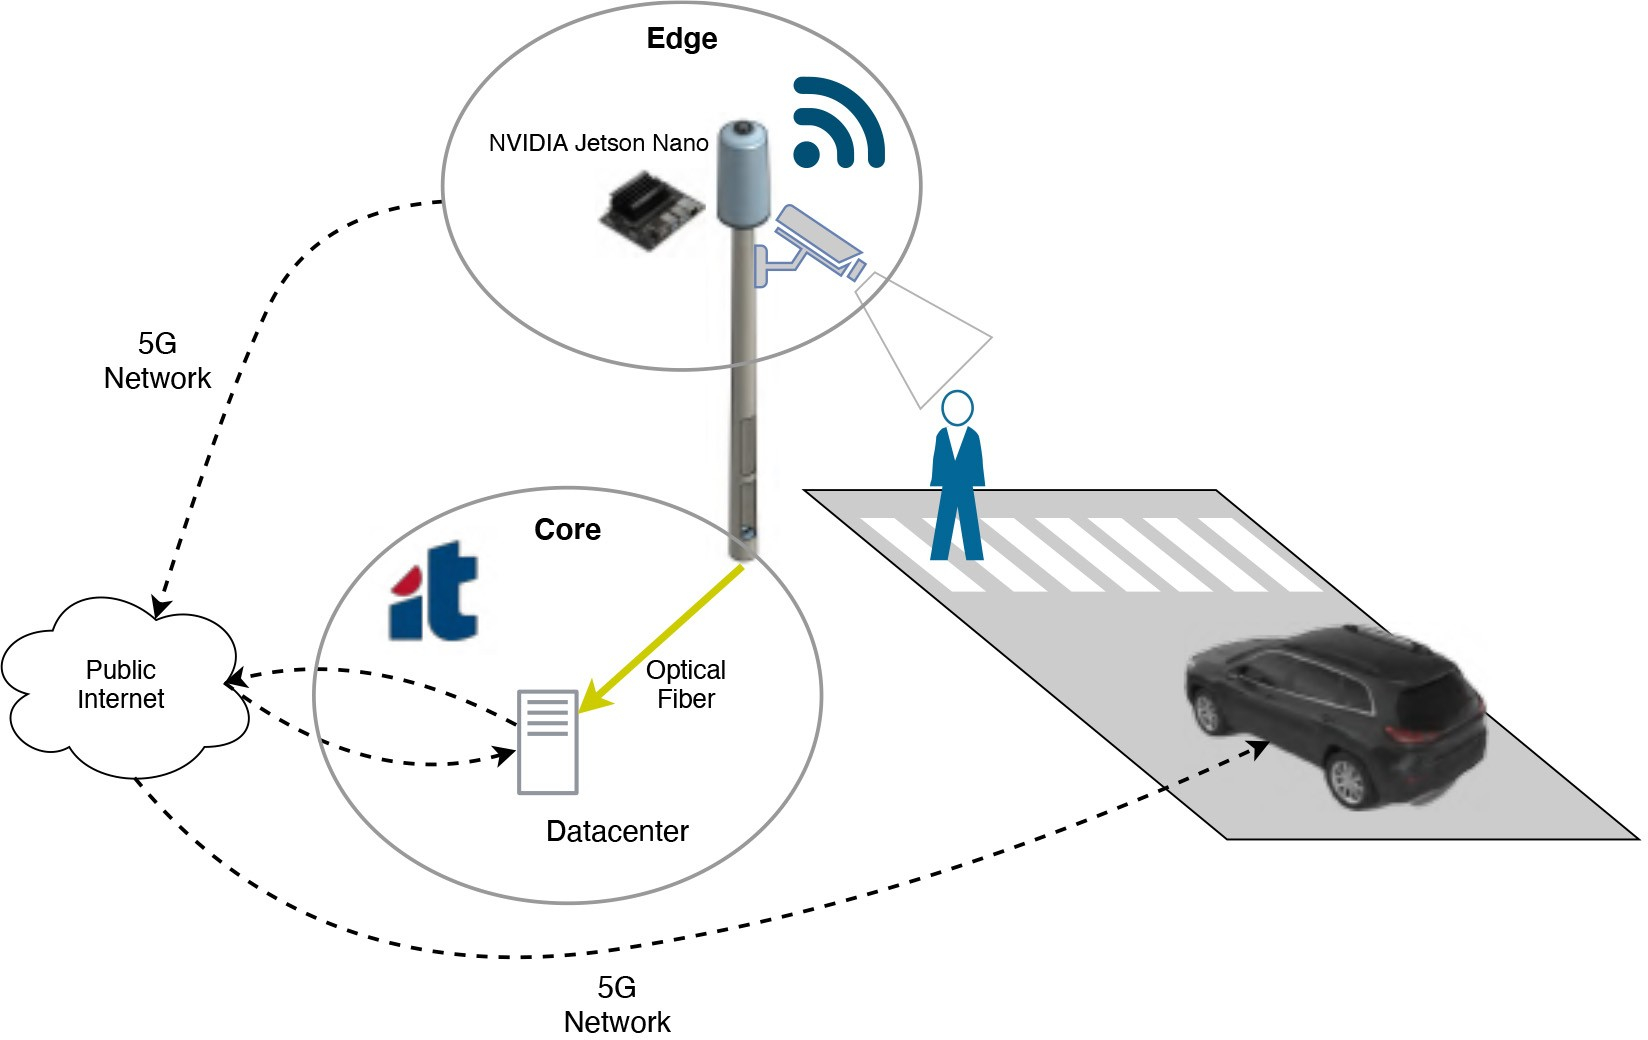 Edge
NVIDIA Jetson Nano
5G
Network
Core
it
Optical
Fiber
Public
Internet
Datacenter
5G
Network